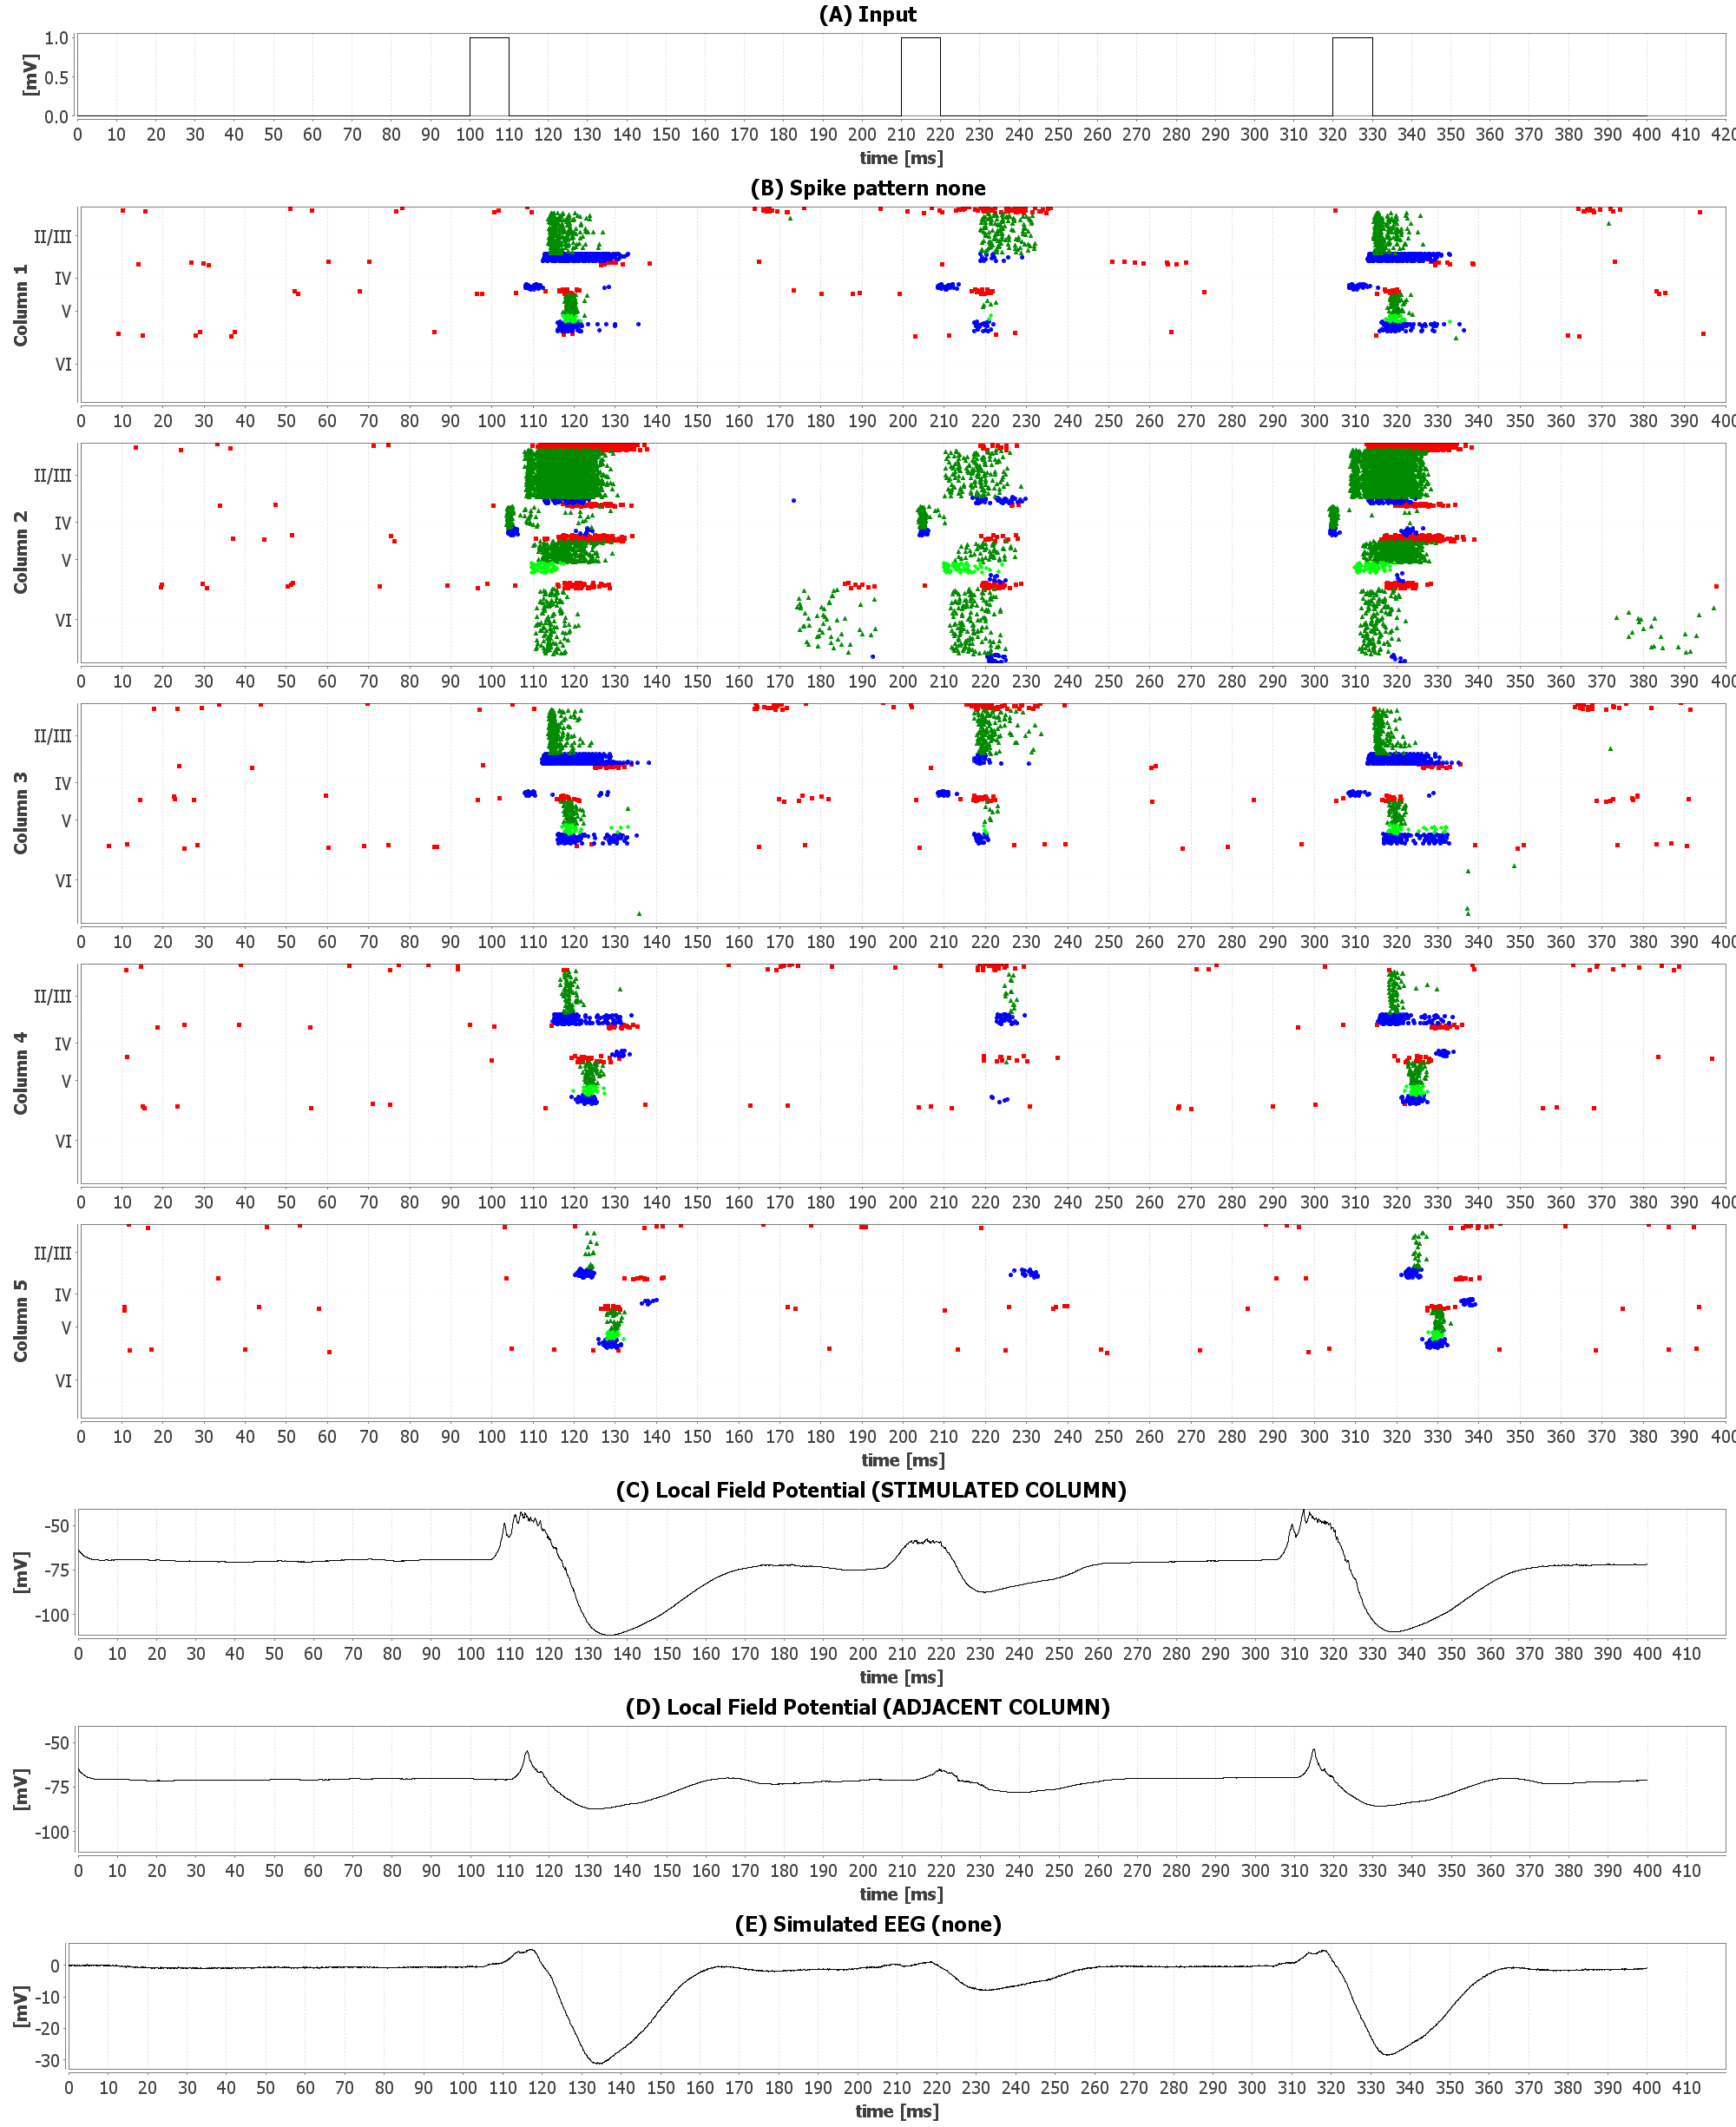 (A) Input
1.0
0.5
0.0
[mV]
0 10 20 30 40 50 60 70 80 90 100 110 120 130 140 150 160 170 180 190 200 210 220 230 240 250 260 270 280 290 300 310 320 330 340 350 360 370 380 390 400 410 420
time [ms]
(B) Spike pattern none
Column 1
II/III
IV
V
VI
0 10 20 30 40 50 60 70 80 90 100 110 120 130 140 150 160 170 180 190 200 210 220 230 240 250 260 270 280 290 300 310 320 330 340 350 360 370 380 390 400
Column 2
II/III
IV
V
VI
0 10 20 30 40 50 60 70 80 90 100 110 120 130 140 150 160 170 180 190 200 210 220 230 240 250 260 270 280 290 300 310 320 330 340 350 360 370 380 390 400
Column 3
II/III
IV
V
VI
0 10 20 30 40 50 60 70 80 90 100 110 120 130 140 150 160 170 180 190 200 210 220 230 240 250 260 270 280 290 300 310 320 330 340 350 360 370 380 390 400
Column 4
II/III
IV
V
VI
0 10 20 30 40 50 60 70 80 90 100 110 120 130 140 150 160 170 180 190 200 210 220 230 240 250 260 270 280 290 300 310 320 330 340 350 360 370 380 390 400
Column 5
II/III
IV
V
VI
0 10 20 30 40 50 60 70 80 90 100 110 120 130 140 150 160 170 180 190 200 210 220 230 240 250 260 270 280 290 300 310 320 330 340 350 360 370 380 390 400
time [ms]
(C) Local Field Potential (STIMULATED COLUMN)
-50
-75
-100
[mV]
0 10 20 30 40 50 60 70 80 90 100 110 120 130 140 150 160 170 180 190 200 210 220 230 240 250 260 270 280 290 300 310 320 330 340 350 360 370 380 390 400 410
time [ms]
(D) Local Field Potential (ADJACENT COLUMN)
-50
-75
-100
[mV]
0 10 20 30 40 50 60 70 80 90 100 110 120 130 140 150 160 170 180 190 200 210 220 230 240 250 260 270 280 290 300 310 320 330 340 350 360 370 380 390 400 410
time [ms]
(E) Simulated EEG (none)
0
-10
-20
-30
[mV]
0 10 20 30 40 50 60 70 80 90 100 110 120 130 140 150 160 170 180 190 200 210 220 230 240 250 260 270 280 290 300 310 320 330 340 350 360 370 380 390 400 410
time [ms]